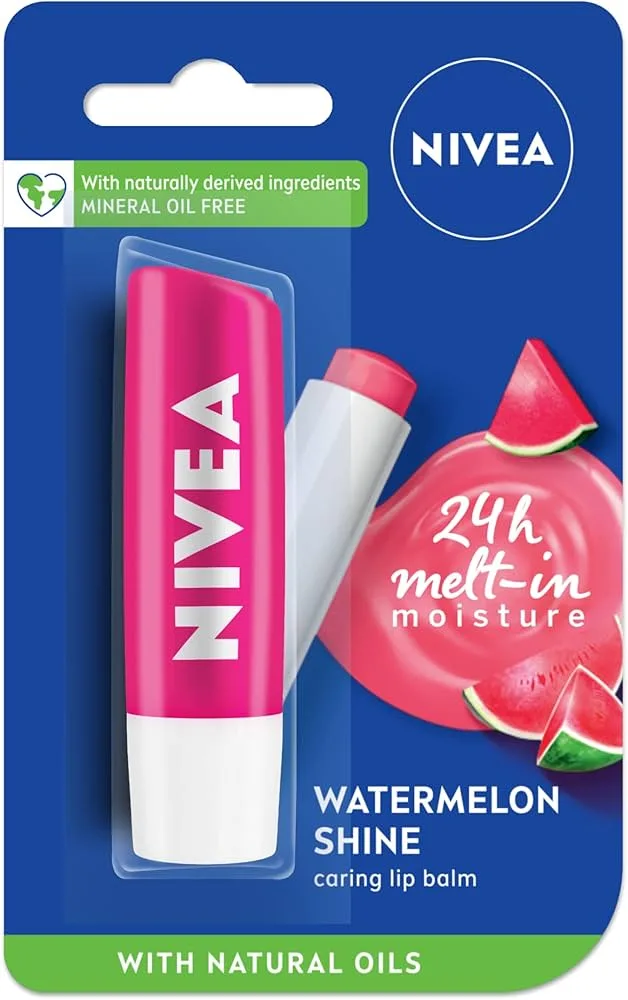 NIVEA
With naturally derived ingredients
MINERAL OIL FREE
NIVEA
24h
melt-in
moisture
WATERMELON
SHINE
caring lip balm
WITH NATURAL OILS